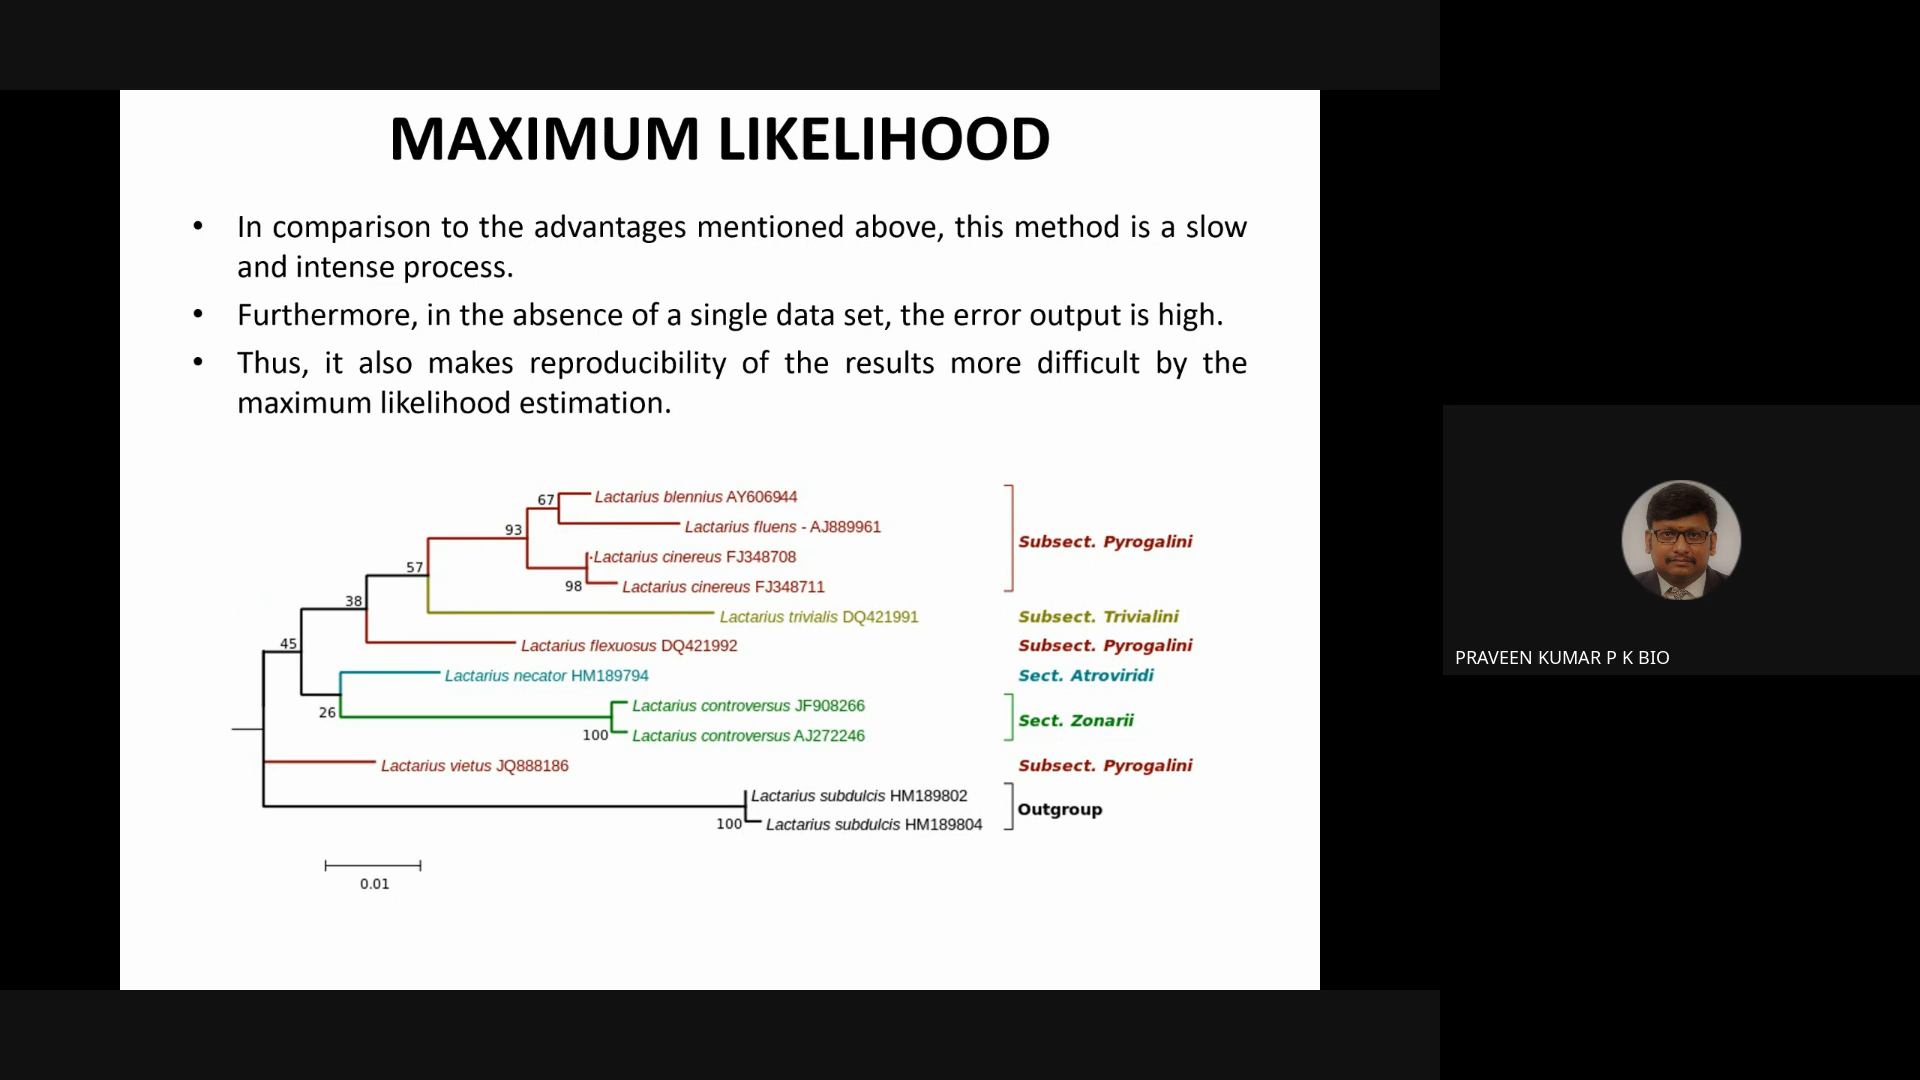 MAXIMUM LIKELIHOOD
• In comparison to the advantages mentioned above, this method is a slow
and intense process.
• Furthermore, in the absence of a single data set, the error output is high.
• Thus, it also makes reproducibility of the results more difficult by the
maximum likelihood estimation.
67 Lactarius blennius AY606944
93 Lactarius fluens - AJ889961
Lactarius cinereus FJ348708
Subsect. Pyrogalini
57
98 Lactarius cinereus FJ348711
38
Lactarius trivialis DQ421991 Subsect. Trivialini
45 Lactarius flexuosus DQ421992 Subsect. Pyrogalini
Lactarius necator HM189794 Sect. Atroviridi
26 Lactarius controversus JF908266
Sect. Zonarii
100 Lactarius controversus AJ272246
Lactarius vietus JQ888186 Subsect. Pyrogalini
Lactarius subdulcis HM189802
Outgroup
100 Lactarius subdulcis HM189804
0.01
PRAVEEN KUMAR P K BIO